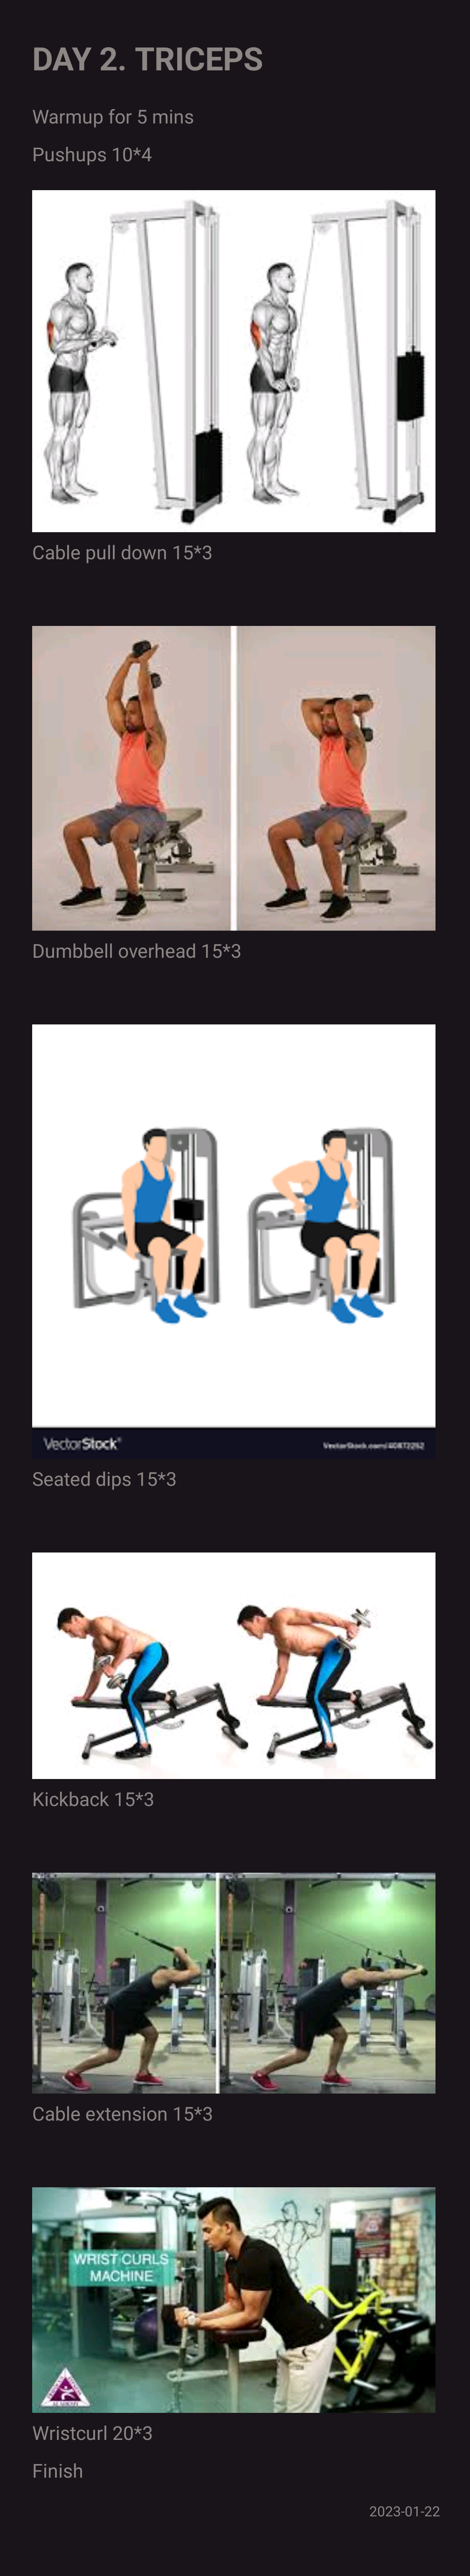 DAY 2. TRICEPS
Warmup for 5 mins
Pushups 10*4
Cable pull down 15*3
Dumbbell overhead 15*3
VectorStock®
VectorStock.com/40872252
Seated dips 15*3
Kickback 15*3
Cable extension 15*3
WRIST CURLS
MACHINE
Wristcurl 20*3
Finish
2023-01-22